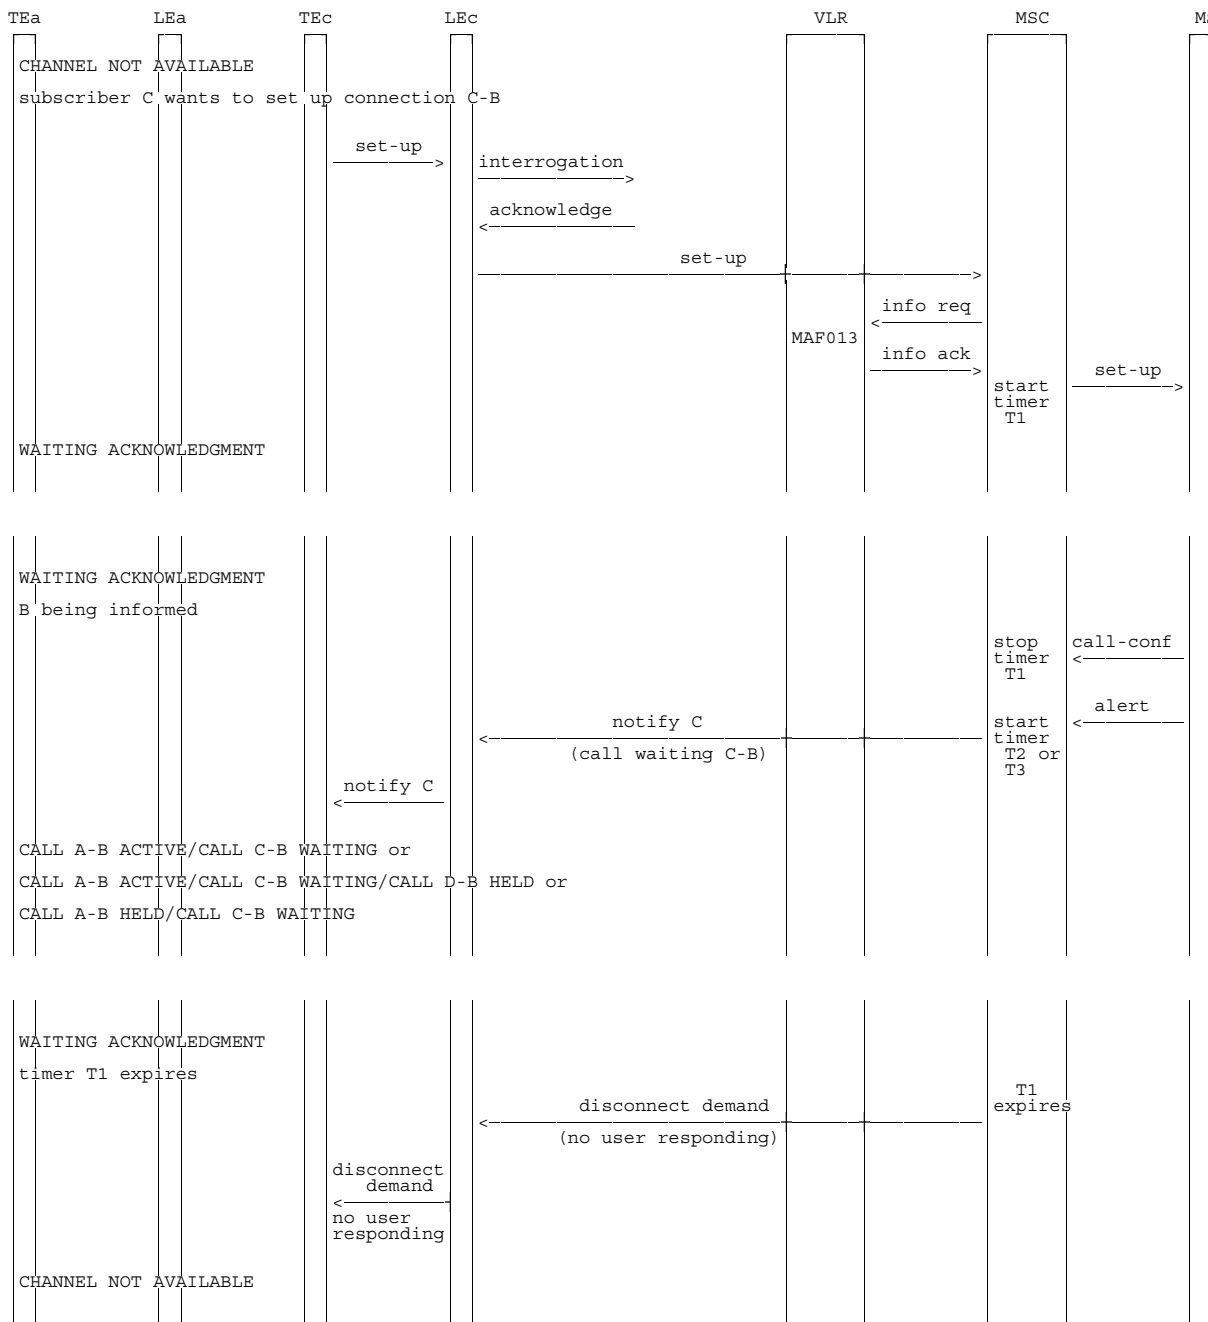 TEa LEa TEc LEc VLR MSC
CHANNEL NOT AVAILABLE
subscriber C wants to set up connection C-B
set-up
interrogation
acknowledge
set-up
info req
MAF013
info ack
set-up
start
timer
T1
WAITING ACKNOWLEDGMENT
WAITING ACKNOWLEDGMENT
B being informed
stop
timer
T1
call-conf
alert
notify C
(call waiting C-B)
start
timer
T2 or
T3
notify C
CALL A-B ACTIVE/CALL C-B WAITING or
CALL A-B ACTIVE/CALL C-B WAITING/CALL D-B HELD or
CALL A-B HELD/CALL C-B WAITING
WAITING ACKNOWLEDGMENT
timer T1 expires
T1
expires
disconnect demand
(no user responding)
disconnect
demand
no user
responding
CHANNEL NOT AVAILABLE